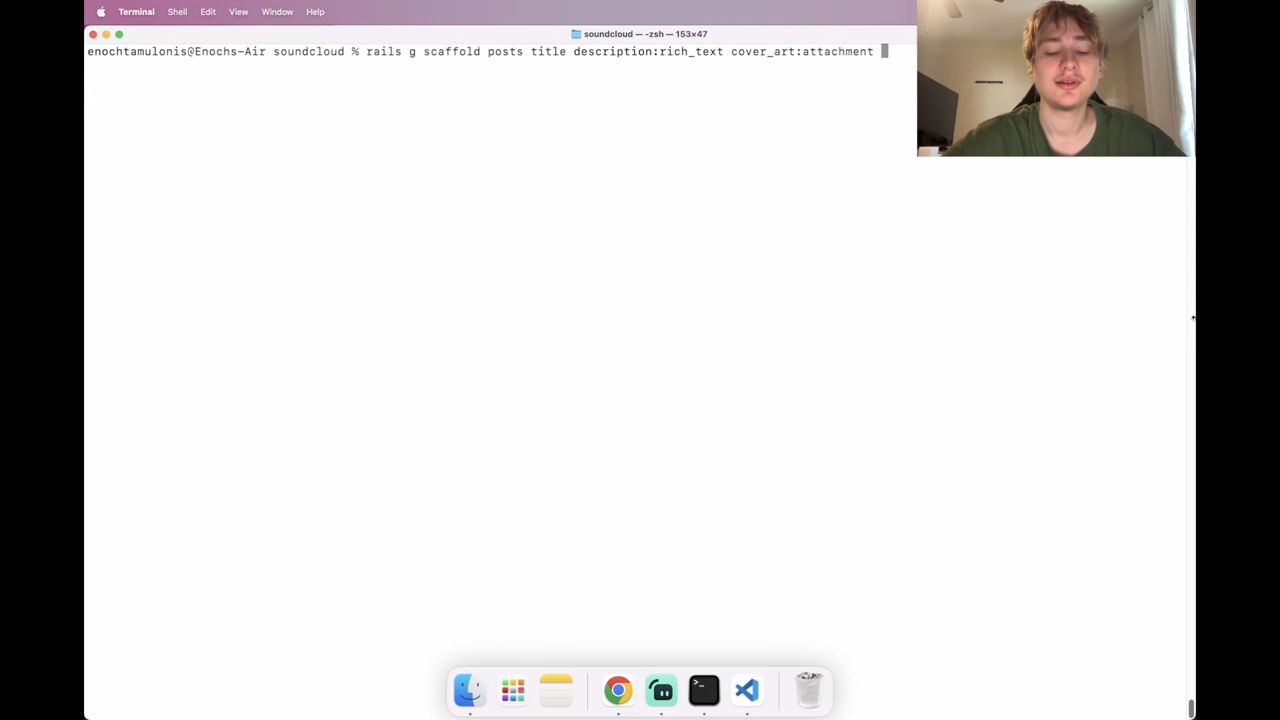 Terminal Shell Edit View Window Help
soundcloud — -zsh — 153×47
enochtamulonis@Enochs-Air soundcloud % rails g scaffold posts title description:rich_text cover_art:attachment